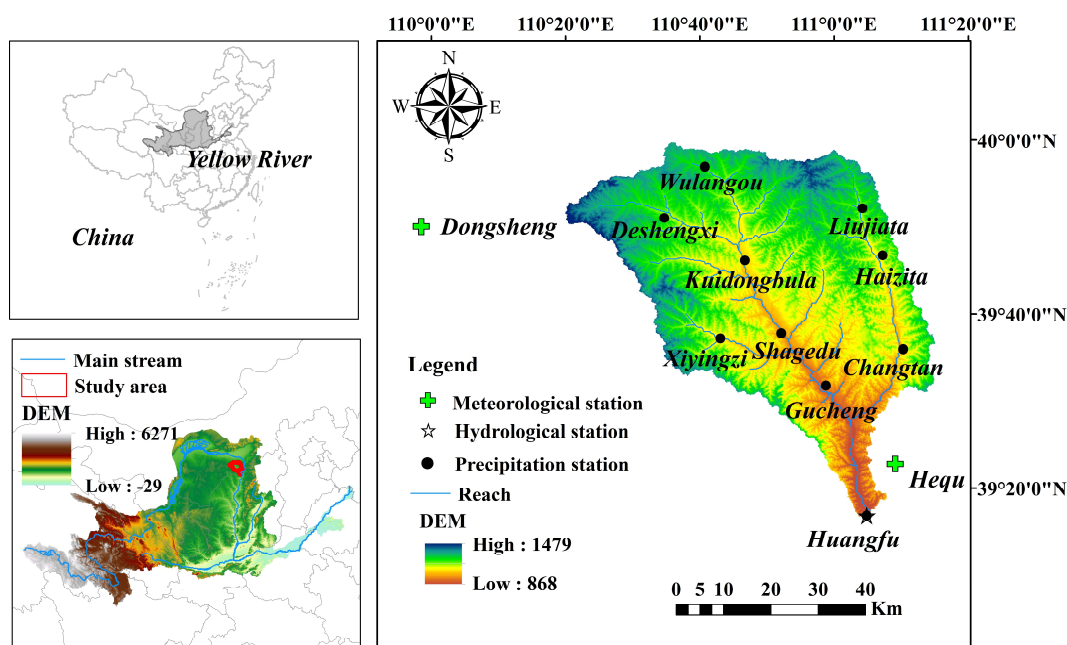 Yellow River
China
Main stream
Study area
DEM
High : 6271
Low : -29
110°0'0"E 110°20'0"E 110°40'0"E 111°0'0"E 111°20'0"E
N
W E
S
40°0'0"N
39°40'0"N
39°20'0"N
Wulangou
Deshengxi
Liujiata
Dongsheng
Kuidongbula
Haizita
Xiyingzi
Shagedu
Changtan
Gucheng
Hequ
Huangfu
Legend
Meteorological station
Hydrological station
Precipitation station
Reach
DEM
High : 1479
Low : 868
0 5 10 20 30 40
Km